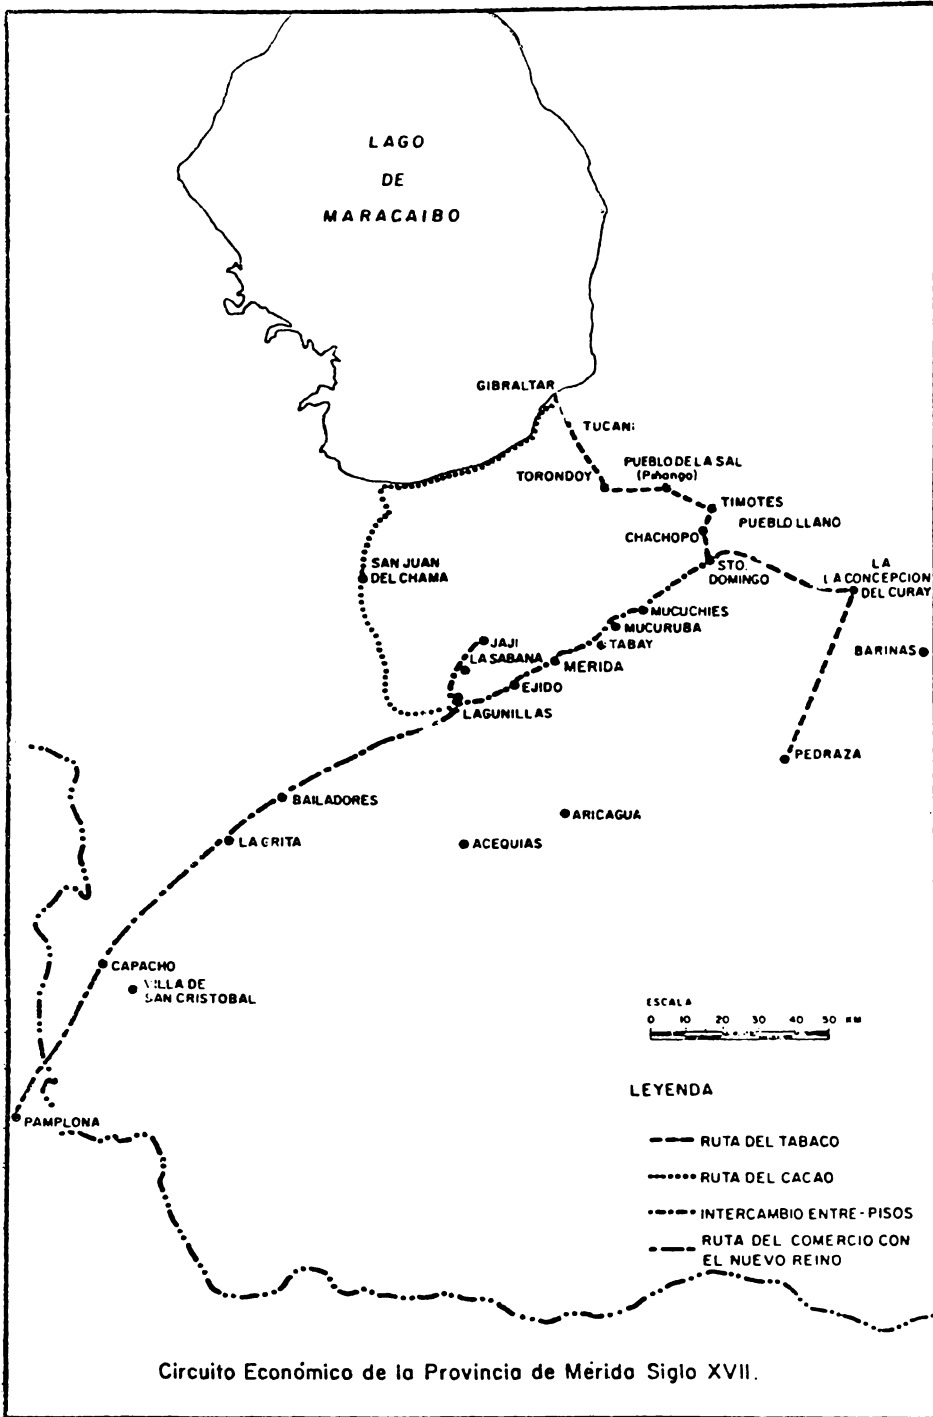 LAGO
DE
MARACAIBO
GIBRALTAR
TUCANI
TORONDOY
PUEBLO DE LA SAL
(Piñango)
TIMOTES
PUEBLO LLANO
CHACHOPO
STO.
DOMINGO
LA
LA CONCEPCION
DEL CURAY
SAN JUAN
DEL CHAMA
MUCUCHIES
MUCURUBA
TABAY
JAJI
LA SABANA
MERIDA
BARINAS
EJIDO
LAGUNILLAS
PEDRAZA
BAILADORES
ARICAGUA
LA GRITA
ACEQUIAS
CAPACHO
VILLA DE
SAN CRISTOBAL
PAMPLONA
ESCALA
0 10 20 30 40 50 KM
LEYENDA
RUTA DEL TABACO
RUTA DEL CACAO
INTERCAMBIO ENTRE-PISOS
RUTA DEL COMERCIO CON
EL NUEVO REINO
Circuito Económico de la Provincia de Mérida Siglo XVII.